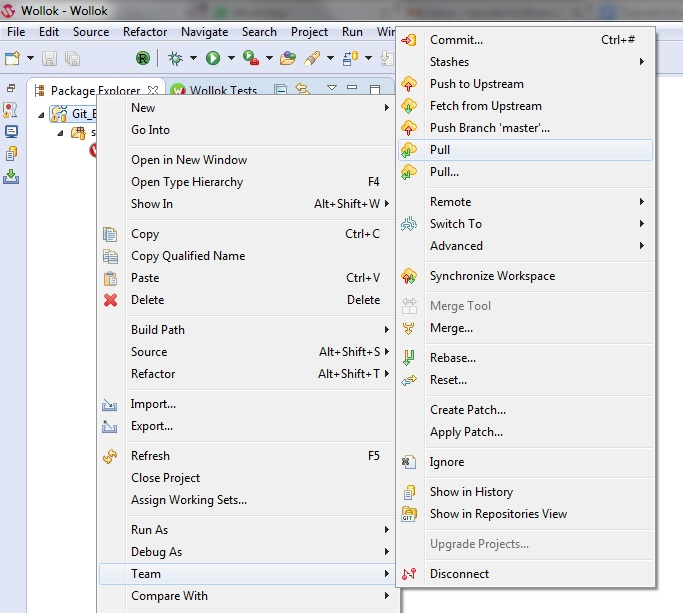 Wollok - Wollok
File Edit Source Refactor Navigate Search Project Run Win
Package Explorer
Wollok Tests
Git_E
s
New
Go Into
Open in New Window
Open Type Hierarchy F4
Show In Alt+Shift+W
Copy Ctrl+C
Copy Qualified Name
Paste Ctrl+V
Delete Delete
Build Path
Source Alt+Shift+S
Refactor Alt+Shift+T
Import...
Export...
Refresh F5
Close Project
Assign Working Sets...
Run As
Debug As
Team
Compare With
Commit... Ctrl+#
Stashes
Push to Upstream
Fetch from Upstream
Push Branch 'master'...
Pull
Pull...
Remote
Switch To
Advanced
Synchronize Workspace
Merge Tool
Merge...
Rebase...
Reset...
Create Patch...
Apply Patch...
Ignore
Show in History
Show in Repositories View
Upgrade Projects...
Disconnect